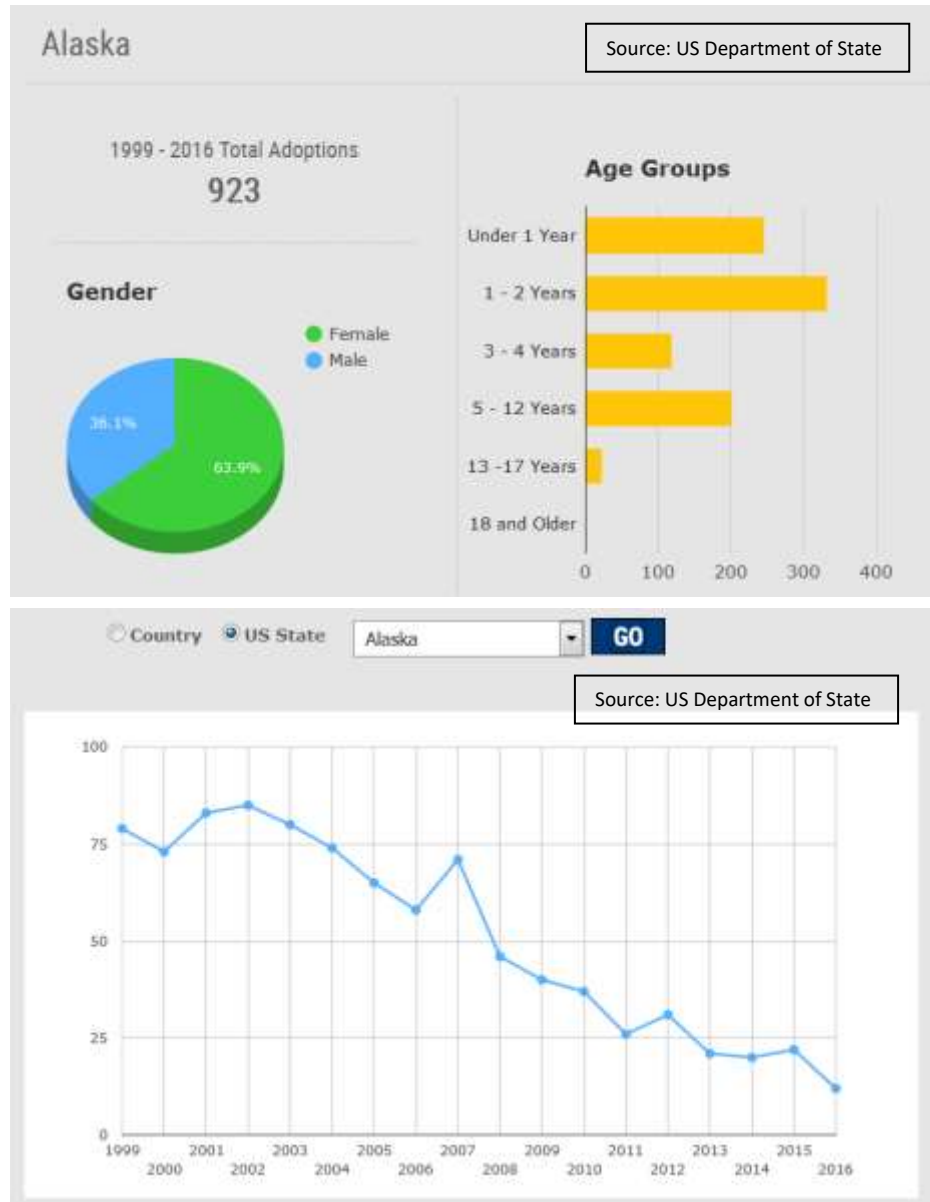 Alaska
Source: US Department of State
1999 - 2016 Total Adoptions
923
Gender
Female
Male
36.1%
63.9%
Age Groups
Under 1 Year
1 - 2 Years
3 - 4 Years
5 - 12 Years
13 -17 Years
18 and Older
0 100 200 300 400
Country US State Alaska GO
Source: US Department of State
100
75
50
25
0
1999 2001 2003 2005 2007 2009 2011 2013 2015
2000 2002 2004 2006 2008 2010 2012 2014 2016